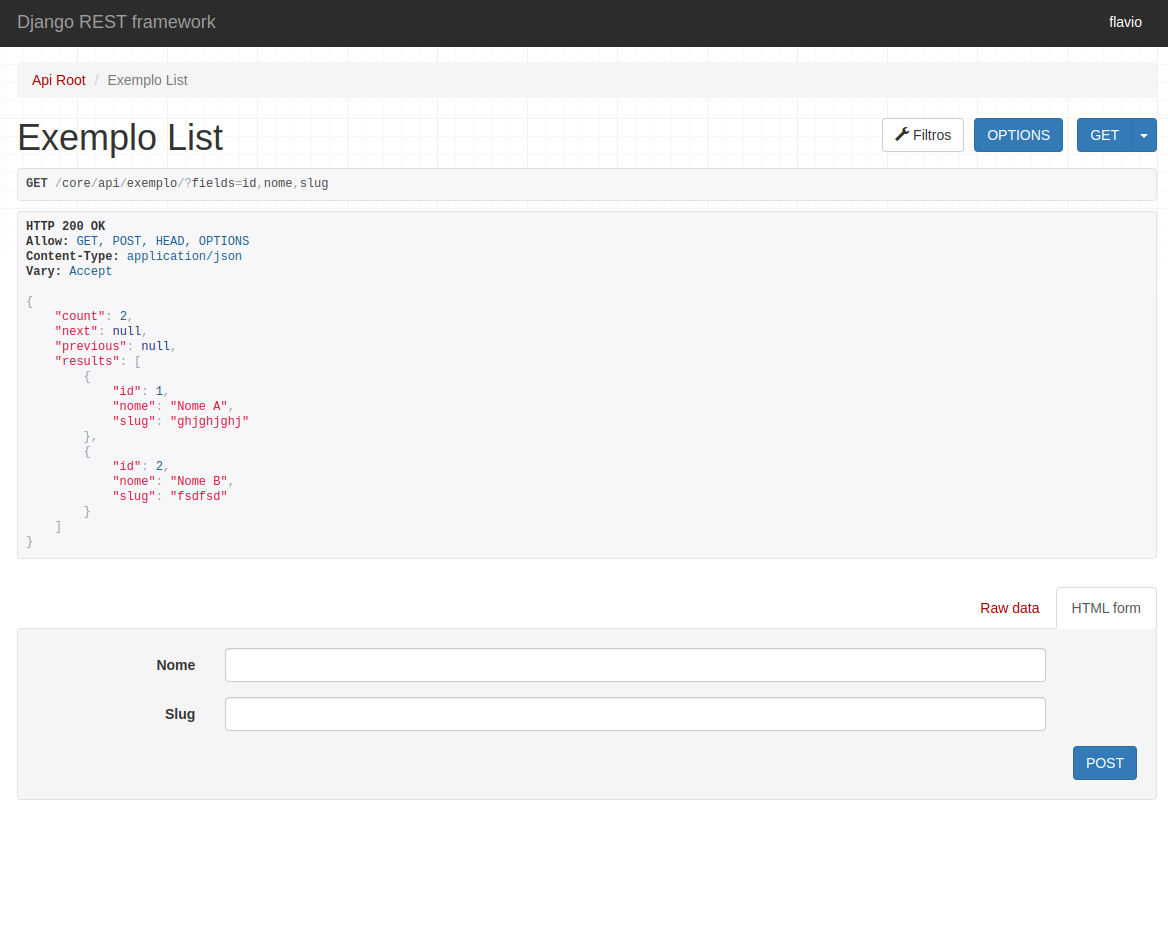 Django REST framework flavio
Api Root / Exemplo List
Exemplo List Filtros OPTIONS GET
GET /core/api/exemplo/?fields=id,nome,slug
HTTP 200 OK
Allow: GET, POST, HEAD, OPTIONS
Content-Type: application/json
Vary: Accept
{
    "count": 2,
    "next": null,
    "previous": null,
    "results": [
        {
            "id": 1,
            "nome": "Nome A",
            "slug": "ghjghjghj"
        },
        {
            "id": 2,
            "nome": "Nome B",
            "slug": "fsdfsd"
        }
    ]
}
Raw data HTML form
Nome
Slug
POST